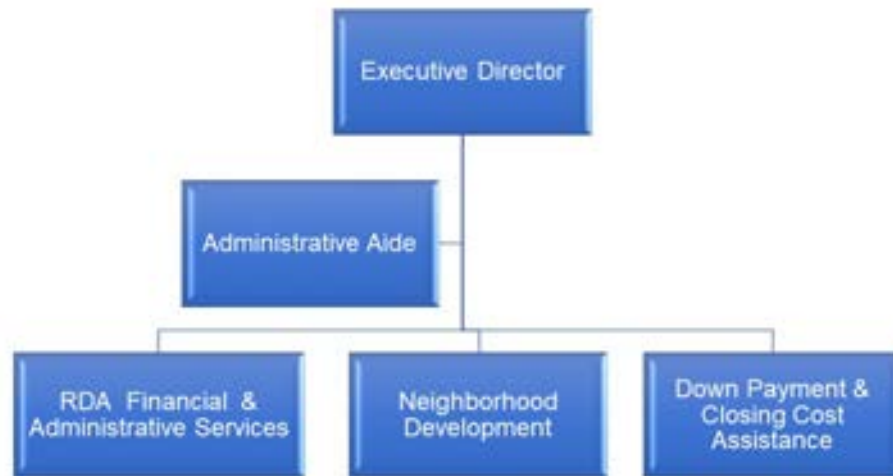 Executive Director
Administrative Aide
RDA Financial &
Administrative Services
Neighborhood
Development
Down Payment &
Closing Cost
Assistance